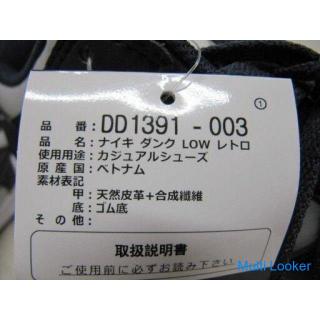 ①
品 番：DD1391-003
品 名：ナイキ ダンク LOW レトロ
使用用途：カジュアルシューズ
原 産 国：ベトナム
素材表記
甲：天然皮革+合成繊維
底：ゴム底
その他：
取扱説明書
ご使用前に必ずお読み下さい
Multi Looker